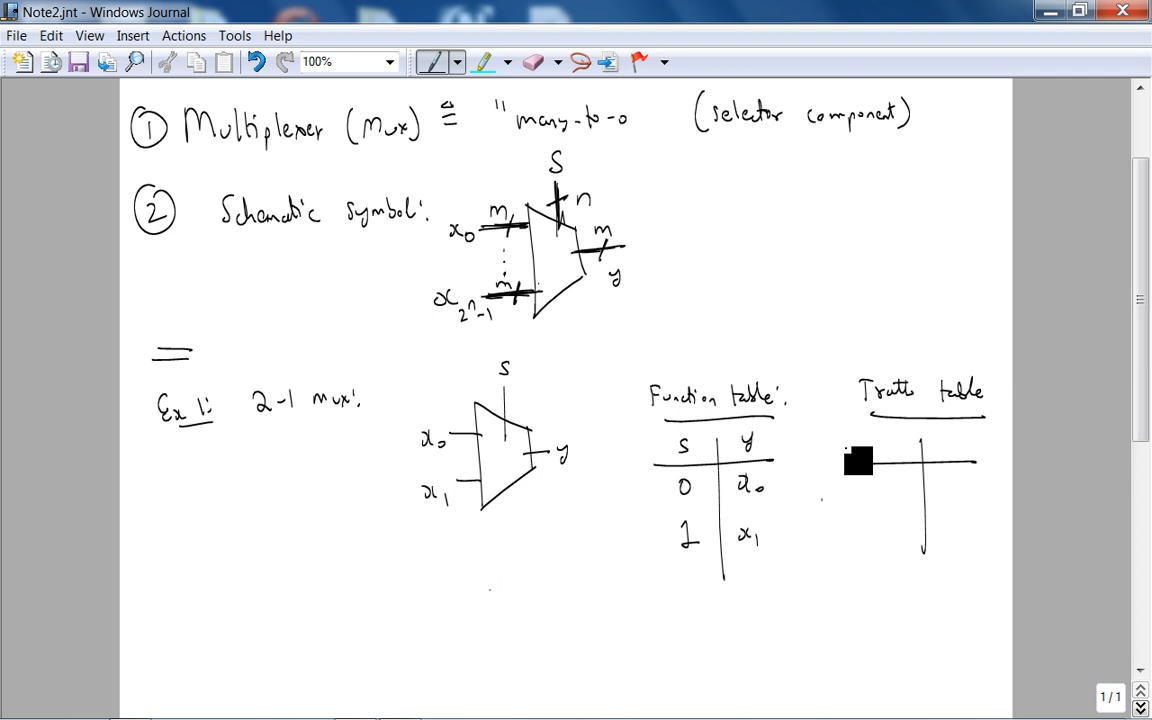 Note2.jnt - Windows Journal
File Edit View Insert Actions Tools Help
100%
① Multiplexer (Mux) ≜ " many-to-o (selector component)
② Schematic symbol:
S
n
m
x0
m
y
m
x2^n-1
Ex 1: 2-1 mux:
s
x0
y
x1
Function table:
s y
0 x0
1 x1
Truth table
1/1